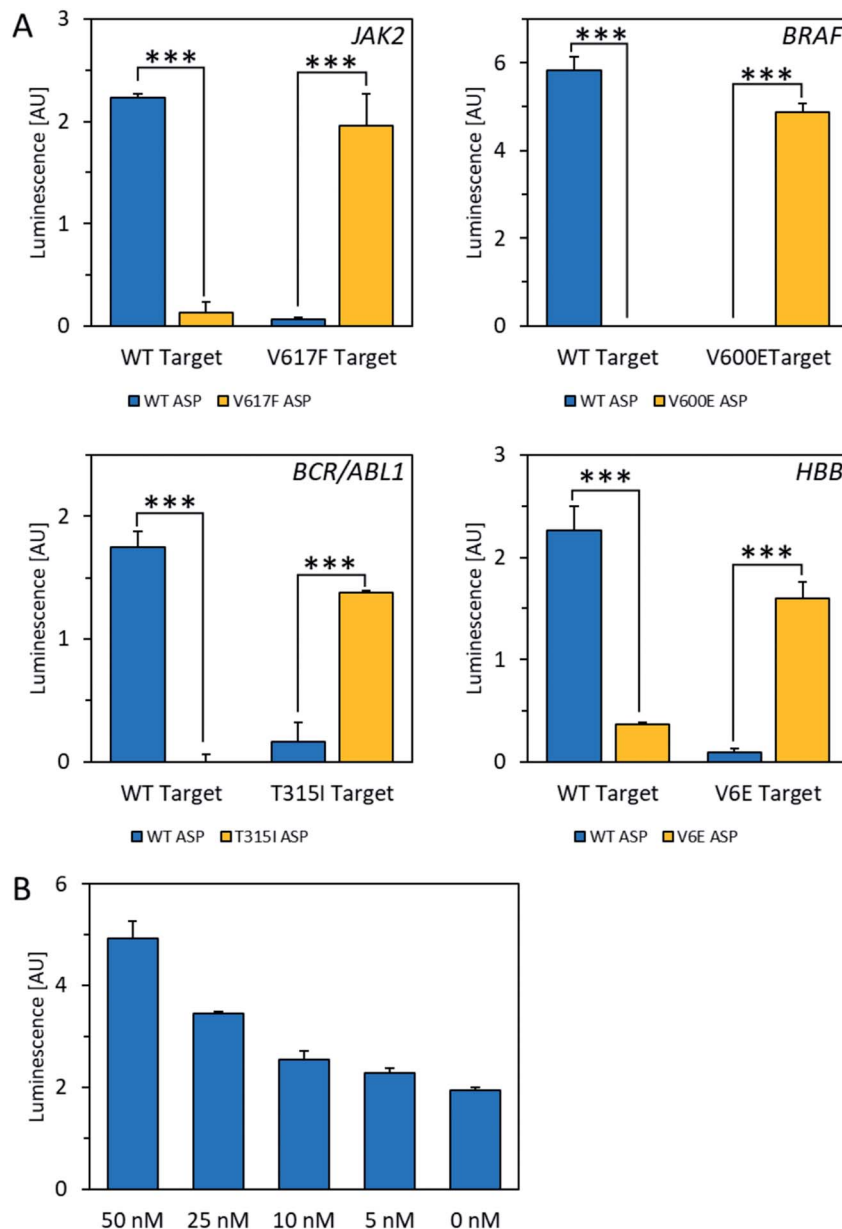 A
JAK2
Luminescence [AU]
3
2
1
0
***
***
WT Target
V617F Target
WT ASP
V617F ASP
BRAF
Luminescence [AU]
6
4
2
0
***
***
WT Target
V600ETarget
WT ASP
V600E ASP
BCR/ABL1
Luminescence [AU]
2
1
0
***
***
WT Target
T315I Target
WT ASP
T315I ASP
HBB
Luminescence [AU]
3
2
1
0
***
***
WT Target
V6E Target
WT ASP
V6E ASP
B
Luminescence [AU]
6
4
2
0
50 nM
25 nM
10 nM
5 nM
0 nM